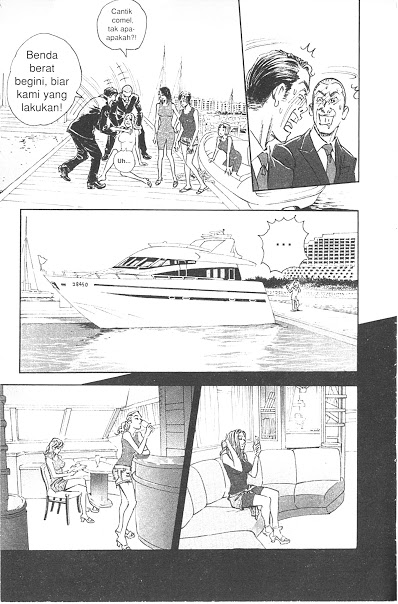 Cantik
comel,
tak apa-
apakah?!
Benda
berat
begini, biar
kami yang
lakukan!
Uh...
...